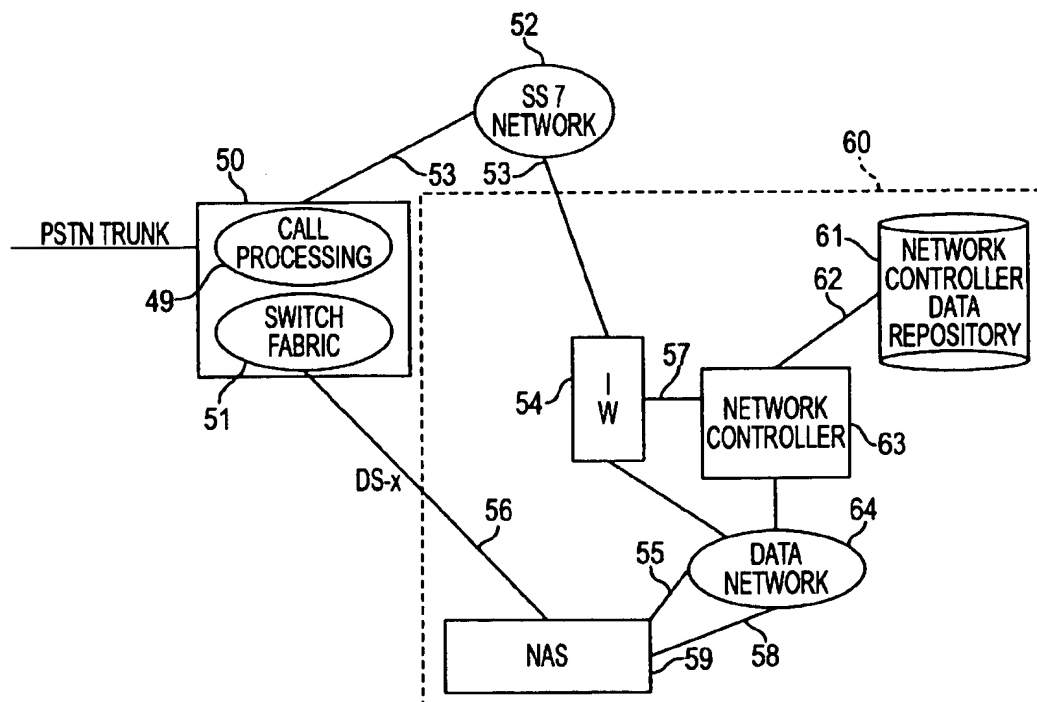 52
SS 7
NETWORK
60
50
53
53
PSTN TRUNK
CALL
PROCESSING
61
NETWORK
CONTROLLER
DATA
REPOSITORY
49
62
SWITCH
FABRIC
57
54
I
W
NETWORK
CONTROLLER
63
51
DS-x
56
64
55
DATA
NETWORK
NAS
59
58